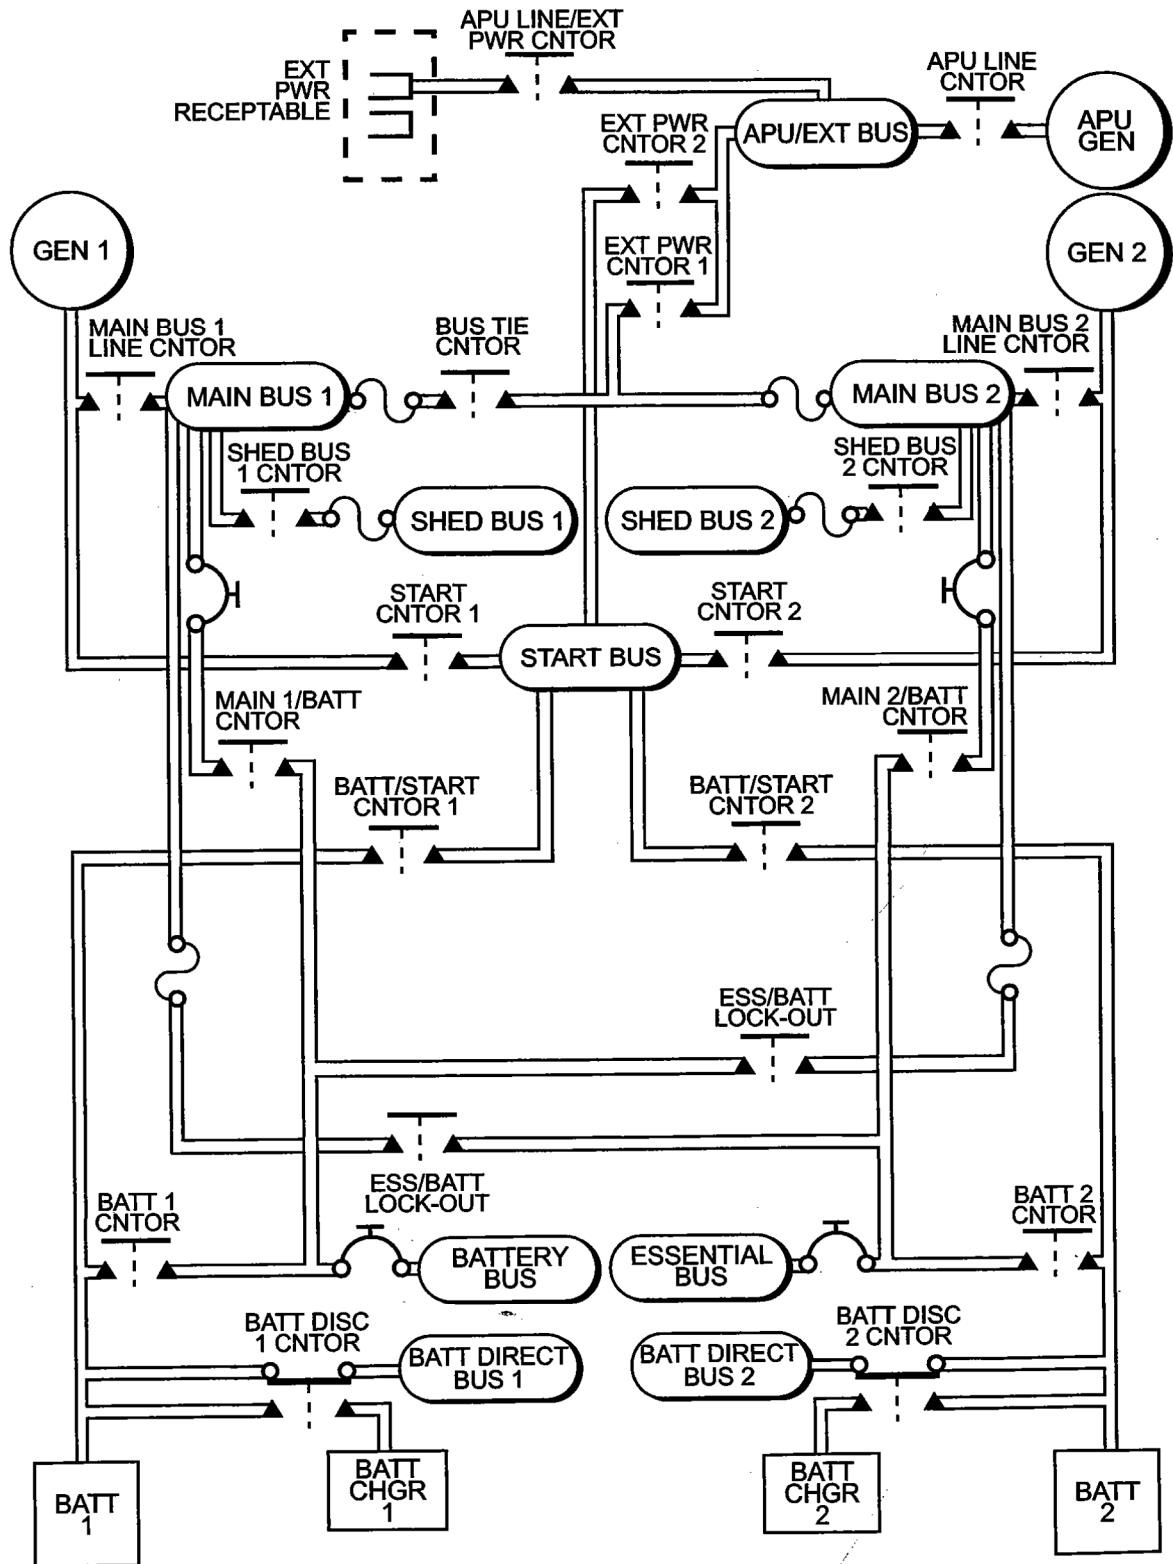 APU LINE/EXT
PWR CNTOR
EXT
PWR
RECEPTABLE
APU LINE
CNTOR
APU
GEN
APU/EXT BUS
EXT PWR
CNTOR 2
EXT PWR
CNTOR 1
GEN 1
GEN 2
MAIN BUS 1
LINE CNTOR
BUS TIE
CNTOR
MAIN BUS 2
LINE CNTOR
MAIN BUS 1
MAIN BUS 2
SHED BUS
1 CNTOR
SHED BUS
2 CNTOR
SHED BUS 1
SHED BUS 2
START
CNTOR 1
START
CNTOR 2
START BUS
MAIN 1/BATT
CNTOR
MAIN 2/BATT
CNTOR
BATT/START
CNTOR 1
BATT/START
CNTOR 2
ESS/BATT
LOCK-OUT
ESS/BATT
LOCK-OUT
BATT 1
CNTOR
BATT 2
CNTOR
BATTERY
BUS
ESSENTIAL
BUS
BATT DISC
1 CNTOR
BATT DISC
2 CNTOR
BATT DIRECT
BUS 1
BATT DIRECT
BUS 2
BATT
1
BATT
CHGR
1
BATT
CHGR
2
BATT
2